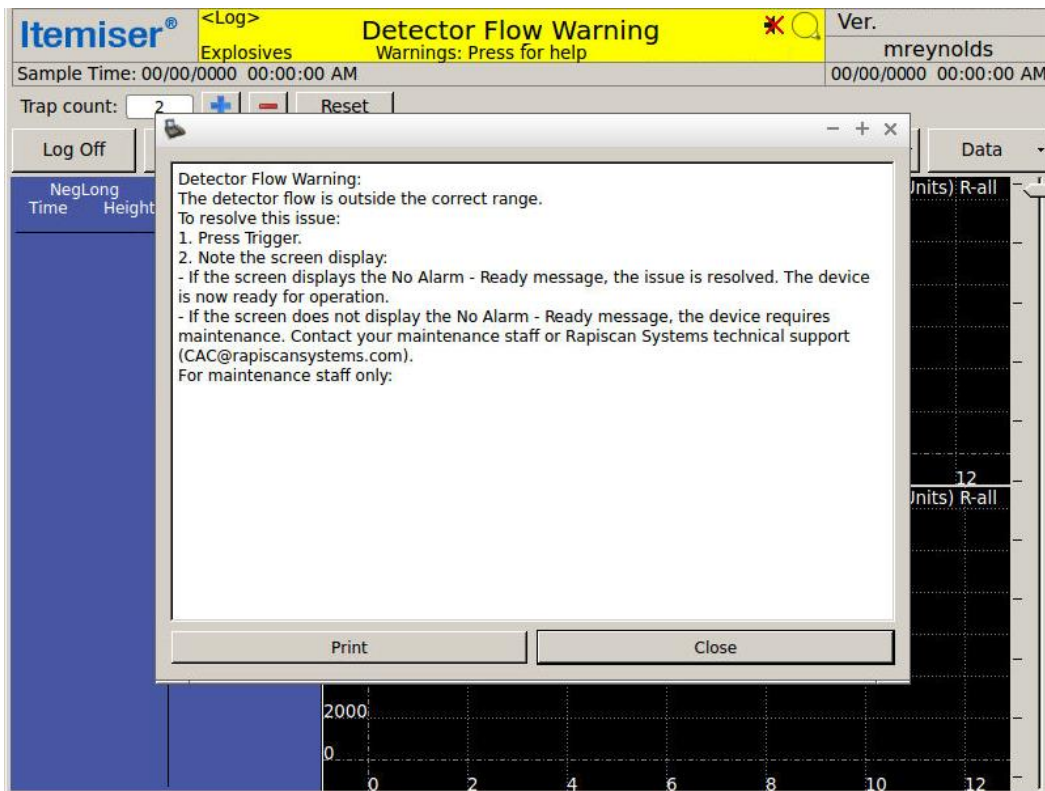 Itemiser®
<Log>
Explosives
Detector Flow Warning
Warnings: Press for help
Ver.
mreynolds
Sample Time: 00/00/0000 00:00:00 AM
00/00/0000 00:00:00 AM
Trap count: 2
Reset
Log Off
Data
NegLong
Time Height
Detector Flow Warning:
The detector flow is outside the correct range.
To resolve this issue:
1. Press Trigger.
2. Note the screen display:
- If the screen displays the No Alarm - Ready message, the issue is resolved. The device
is now ready for operation.
- If the screen does not display the No Alarm - Ready message, the device requires
maintenance. Contact your maintenance staff or Rapiscan Systems technical support
(CAC@rapiscansystems.com).
For maintenance staff only:
Print
Close
Units) R-all
12
Units) R-all
2000
0
0 2 4 6 8 10 12